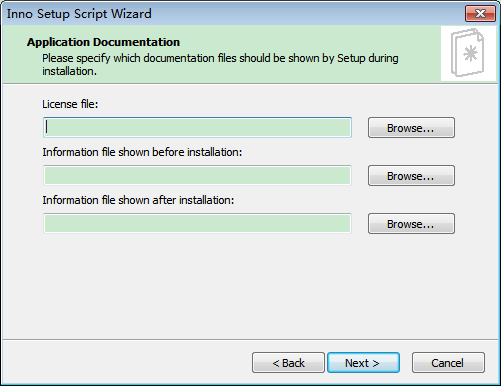 Inno Setup Script Wizard
Application Documentation
Please specify which documentation files should be shown by Setup during
installation.
License file:
Browse...
Information file shown before installation:
Browse...
Information file shown after installation:
Browse...
< Back
Next >
Cancel